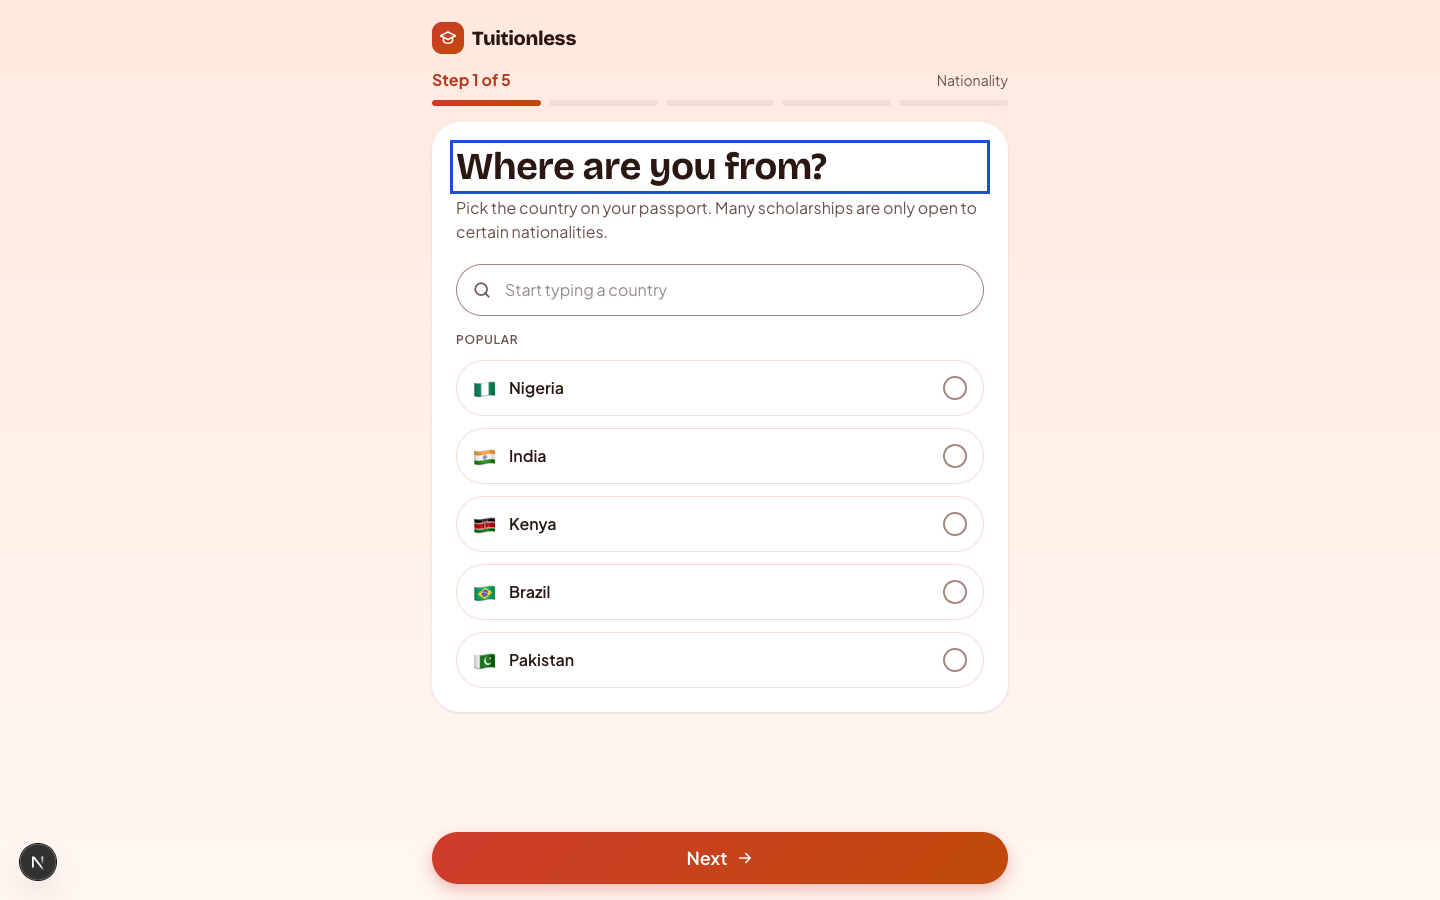 Tuitionless
Step 1 of 5
Nationality
Where are you from?
Pick the country on your passport. Many scholarships are only open to
certain nationalities.
Start typing a country
POPULAR
Nigeria
India
Kenya
Brazil
Pakistan
Next
N